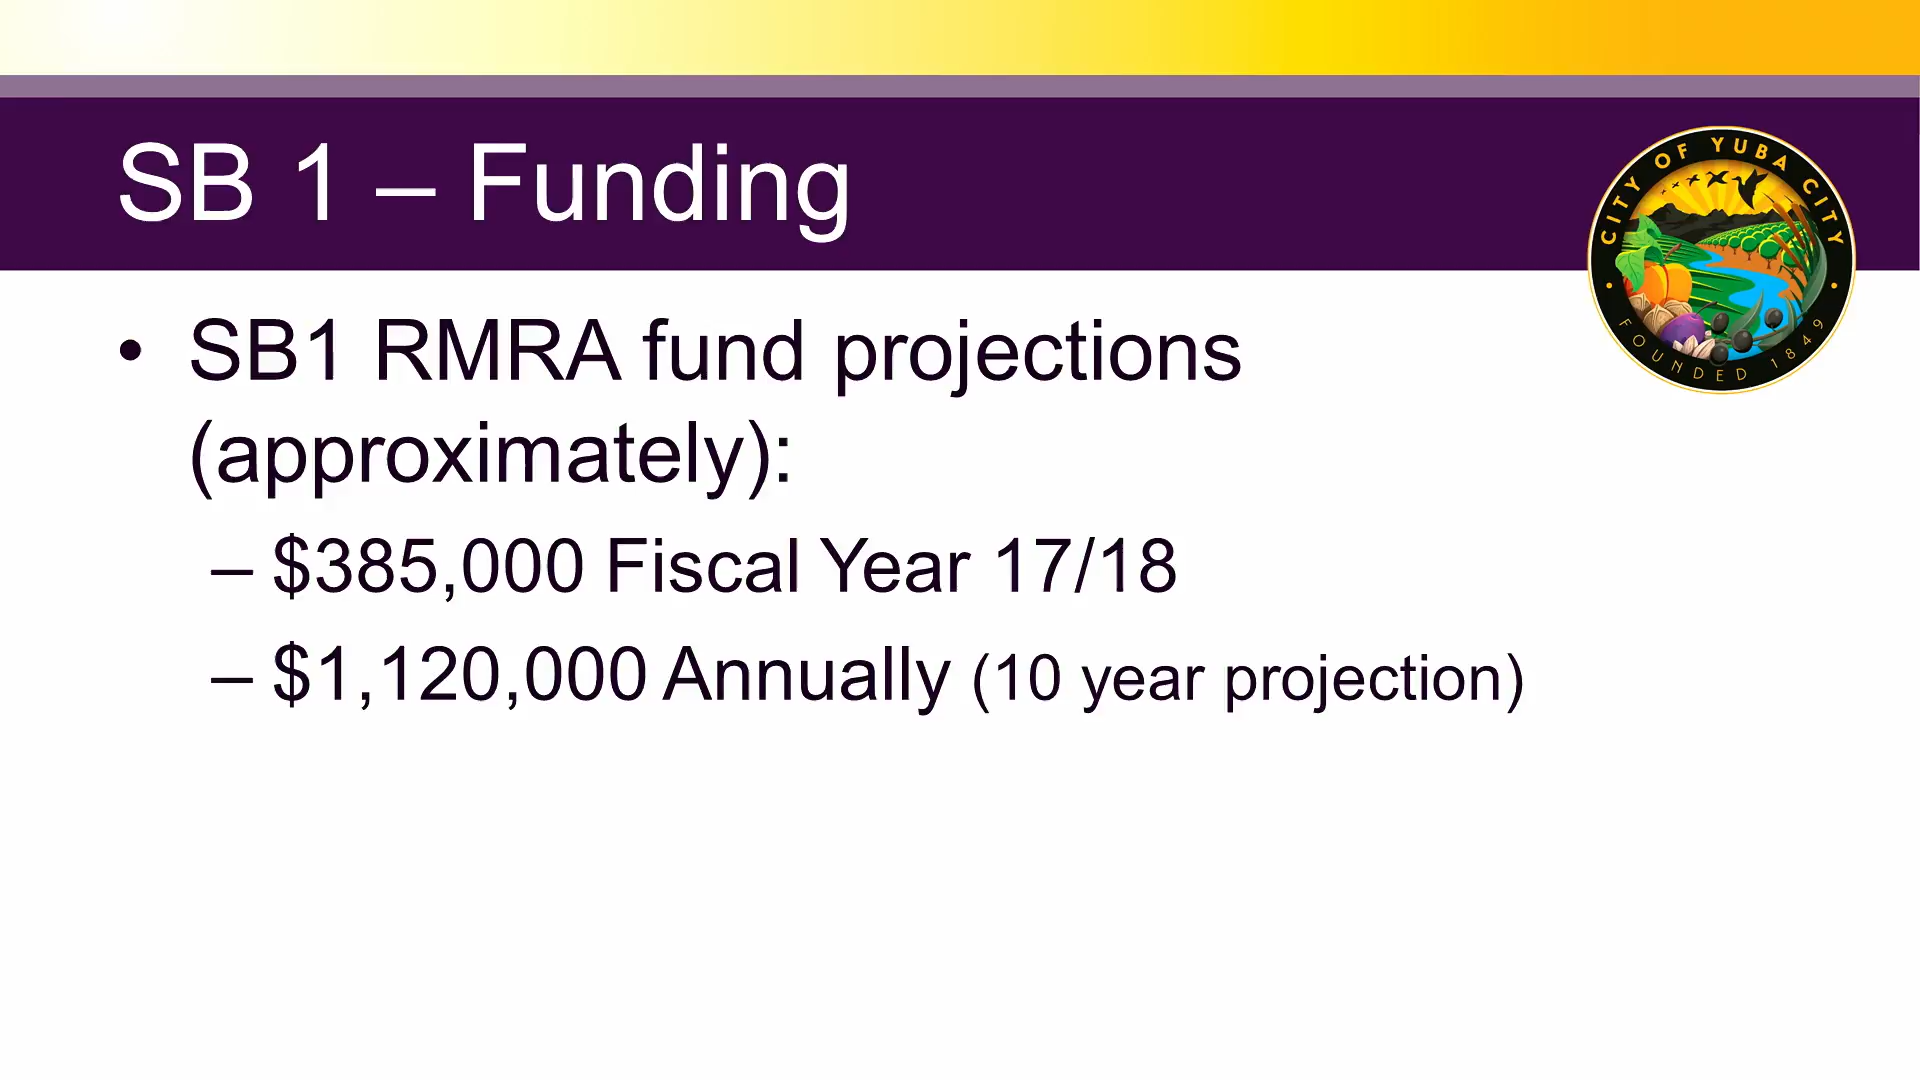 SB 1 – Funding
CITY OF YUBA CITY
FOUNDED 1849
• SB1 RMRA fund projections
(approximately):
– $385,000 Fiscal Year 17/18
– $1,120,000 Annually (10 year projection)